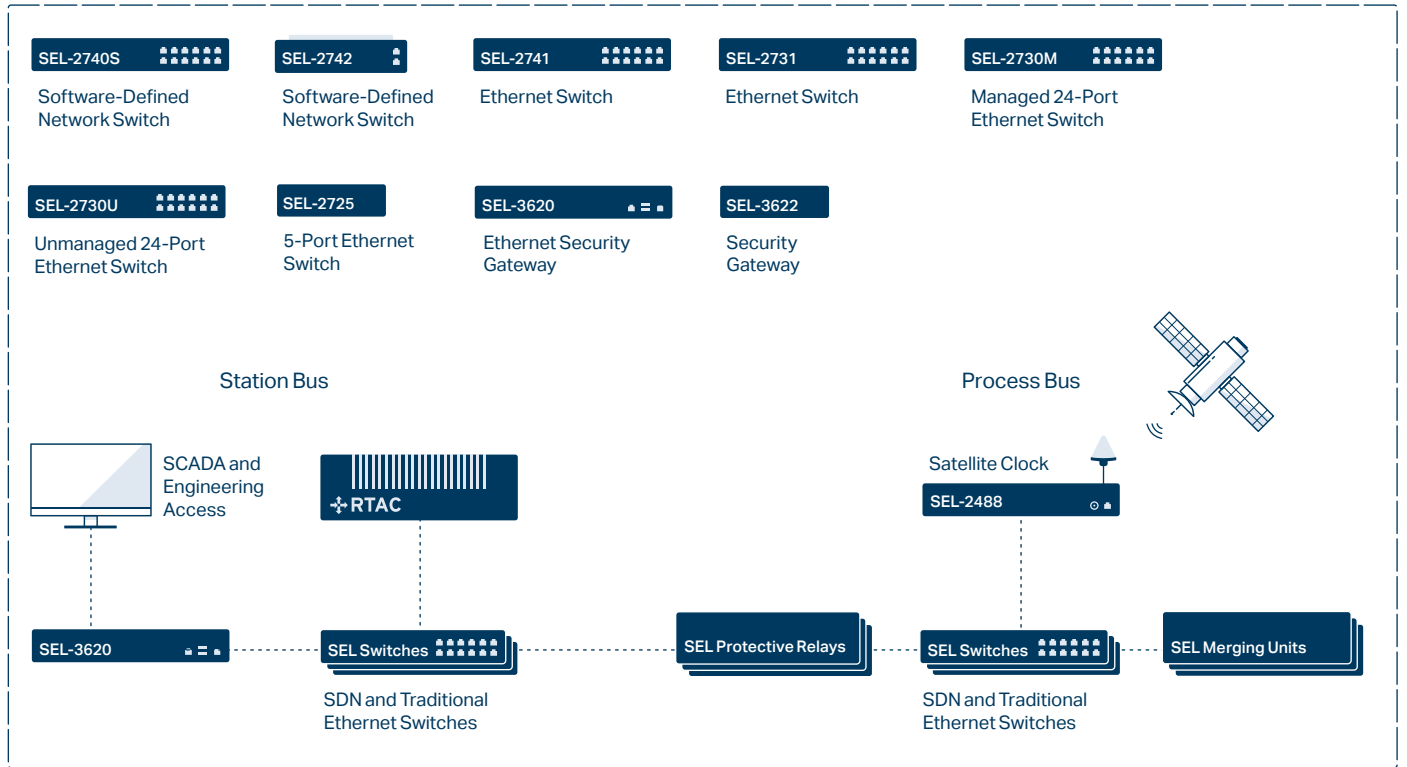 SEL-2740S
Software-Defined
Network Switch
SEL-2742
Software-Defined
Network Switch
SEL-2741
Ethernet Switch
SEL-2731
Ethernet Switch
SEL-2730M
Managed 24-Port
Ethernet Switch
SEL-2730U
Unmanaged 24-Port
Ethernet Switch
SEL-2725
5-Port Ethernet
Switch
SEL-3620
Ethernet Security
Gateway
SEL-3622
Security
Gateway
Station Bus
Process Bus
SCADA and
Engineering
Access
RTAC
Satellite Clock
SEL-2488
SEL-3620
SEL Switches
SDN and Traditional
Ethernet Switches
SEL Protective Relays
SEL Switches
SDN and Traditional
Ethernet Switches
SEL Merging Units